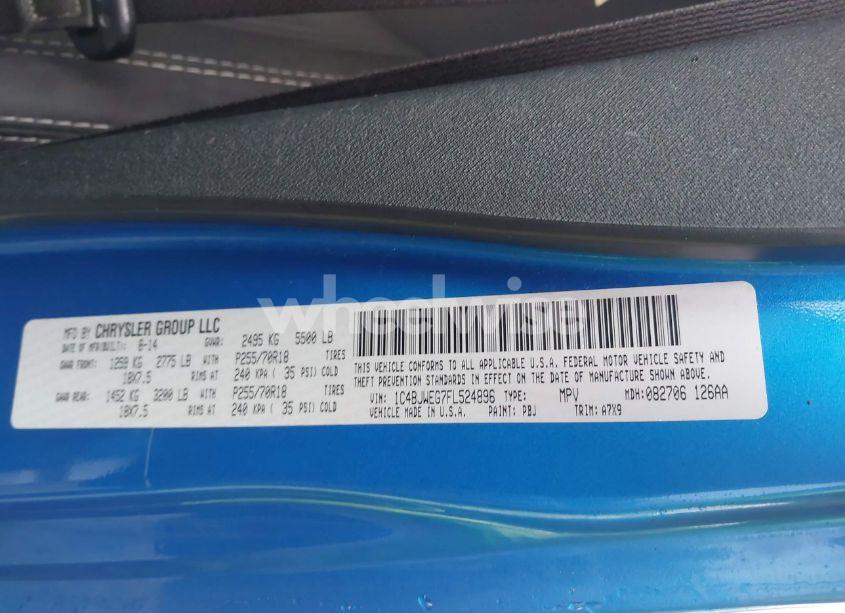 wheelwise
MFD BY CHRYSLER GROUP LLC
DATE OF MFR(BUILT): 8-14 GVWR: 2495 KG 5500 LB
GAWR FRONT: 1259 KG 2775 LB WITH P255/70R18 TIRES
18X7.5 RIMS AT 240 KPA ( 35 PSI) COLD
GAWR REAR: 1452 KG 3200 LB WITH P255/70R18 TIRES
18X7.5 RIMS AT 240 KPA ( 35 PSI) COLD
THIS VEHICLE CONFORMS TO ALL APPLICABLE U.S.A. FEDERAL MOTOR VEHICLE SAFETY AND
THEFT PREVENTION STANDARDS IN EFFECT ON THE DATE OF MANUFACTURE SHOWN ABOVE.
VIN: 1C4BJWEG7FL524896 TYPE: MPV MDH: 082706 126AA
VEHICLE MADE IN U.S.A. PAINT: PBJ TRIM: A7X9